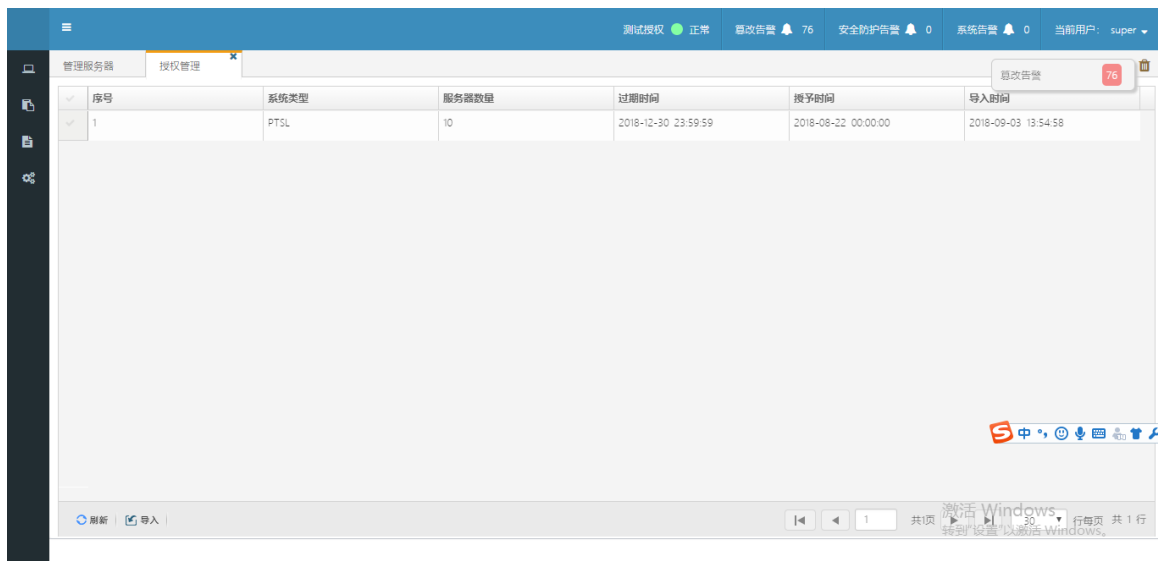 测试授权 正常 篡改告警 76 安全防护告警 0 系统告警 0 当前用户: super
管理服务器 授权管理
篡改告警 76
序号 系统类型 服务器数量 过期时间 授予时间 导入时间
1 PTSL 10 2018-12-30 23:59:59 2018-08-22 00:00:00 2018-09-03 13:54:58
中
刷新 导入 1 共1页 30 行每页 共 1 行
激活 Windows
转到"设置"以激活 Windows。